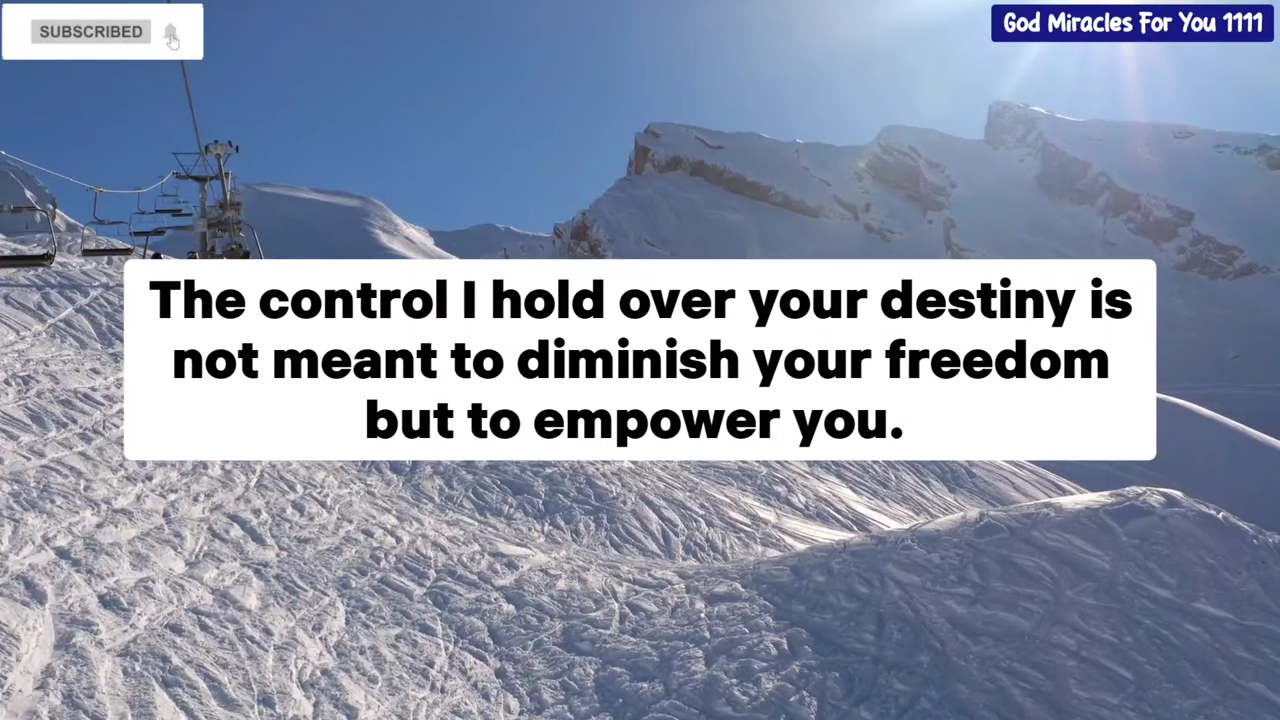 SUBSCRIBED
God Miracles For You 1111
The control I hold over your destiny is
not meant to diminish your freedom
but to empower you.